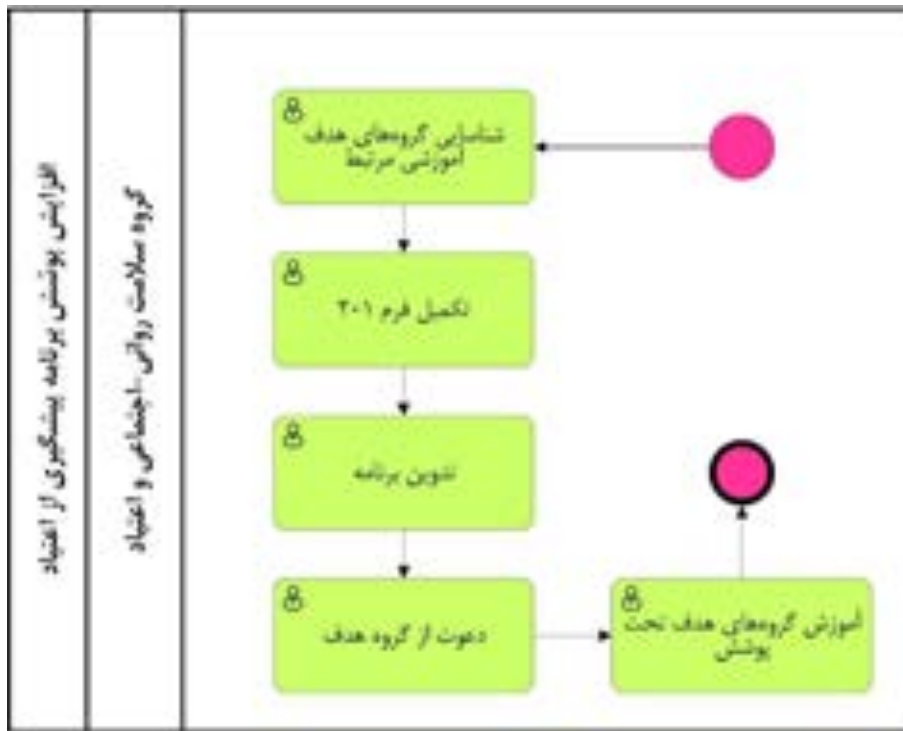 افزایش پوشش برنامه پیشگیری از اعتیاد
گروه سلامت روانی-اجتماعی و اعتیاد
شناسایی گروه‌های هدف
آموزشی مرتبط
تکمیل فرم ۲۰۱
تدوین برنامه
دعوت از گروه هدف
آموزش گروه‌های هدف تحت
پوشش